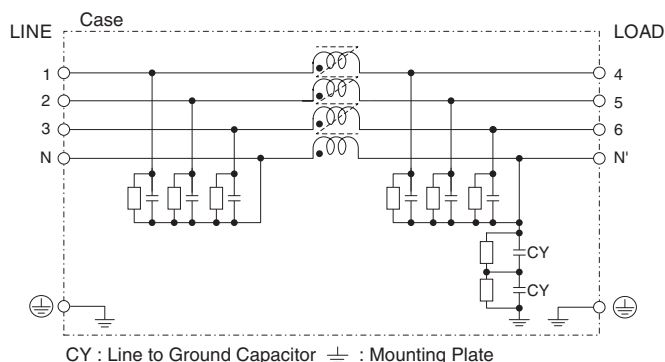 Case
LINE LOAD
1 4
2 5
3 6
N N'
CY
CY
CY : Line to Ground Capacitor ⏚ : Mounting Plate